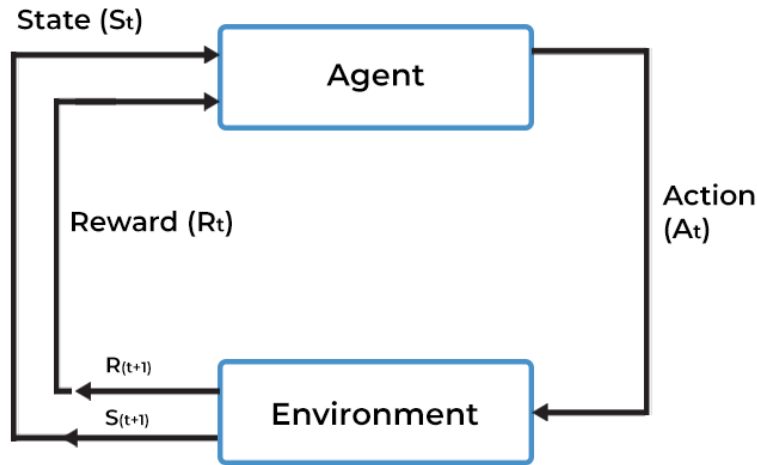 State (St)
Agent
Action
(At)
Reward (Rt)
R(t+1)
S(t+1)
Environment